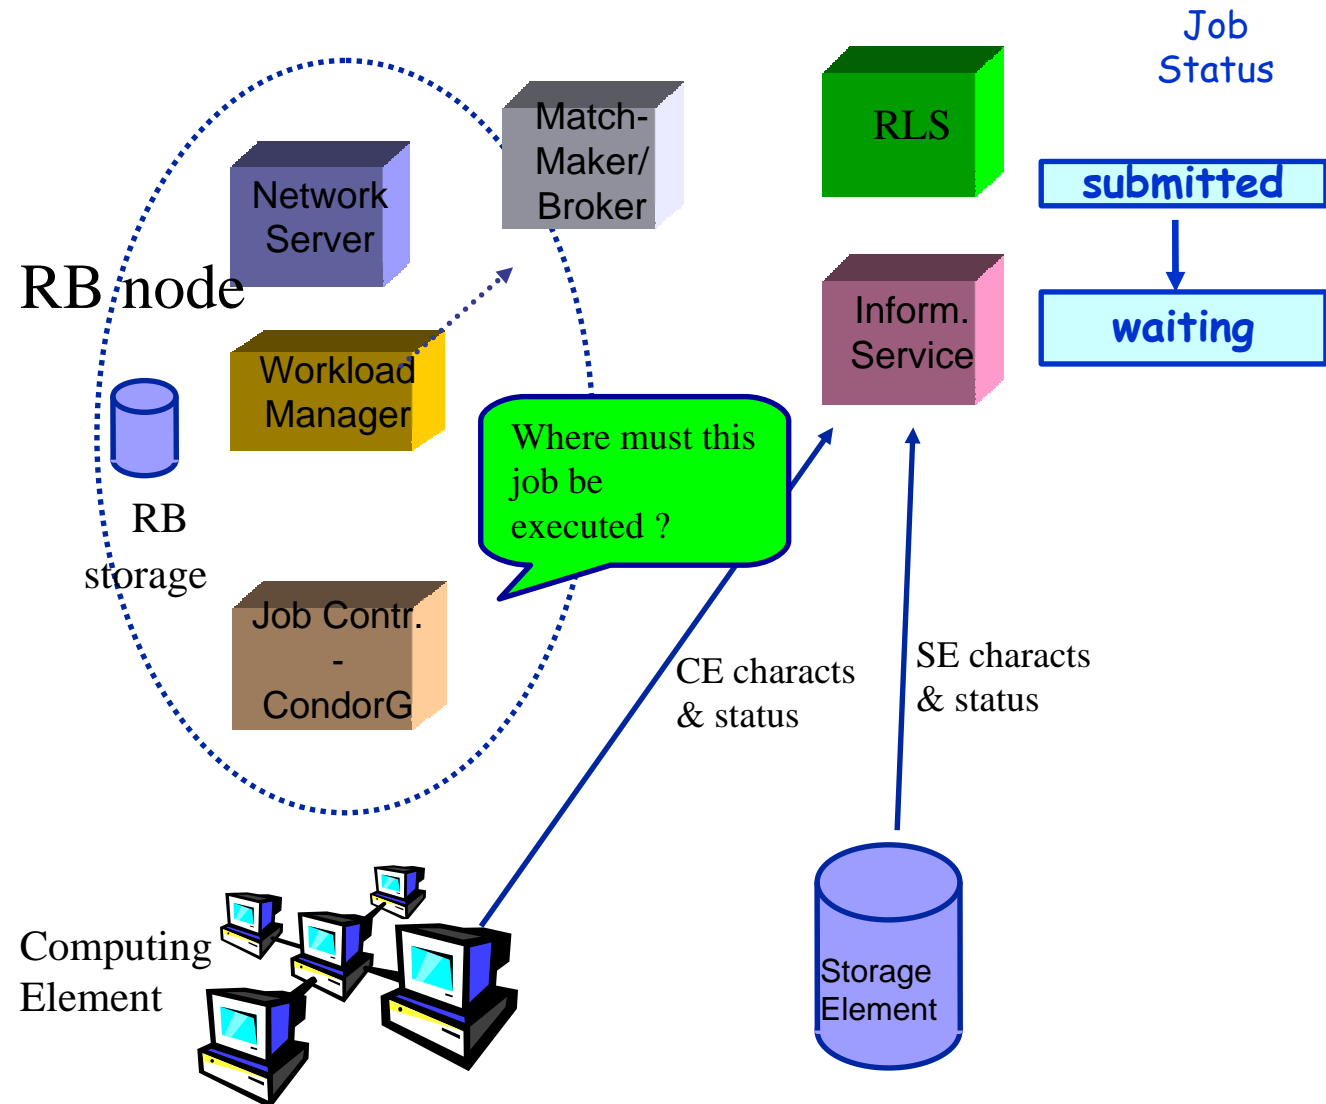 Job
Status
Match-
Maker/
Broker
RLS
Network
Server
submitted
RB node
Inform.
Service
waiting
Workload
Manager
Where must this
job be
executed ?
RB
storage
Job Contr.
-
CondorG
CE characts
& status
SE characts
& status
Computing
Element
Storage
Element